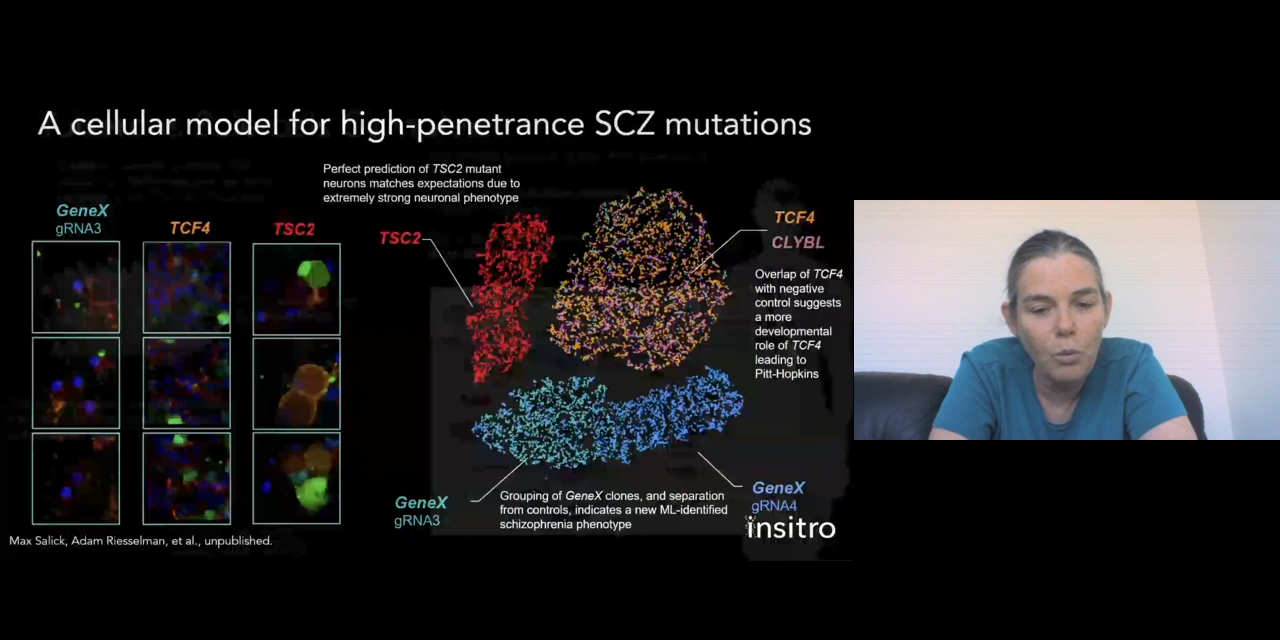 A cellular model for high-penetrance SCZ mutations
Perfect prediction of TSC2 mutant
neurons matches expectations due to
extremely strong neuronal phenotype
GeneX
gRNA3
TCF4
TSC2
TSC2
TCF4
CLYBL
Overlap of TCF4
with negative
control suggests
a more
developmental
role of TCF4
leading to
Pitt-Hopkins
GeneX
gRNA3
Grouping of GeneX clones, and separation
from controls, indicates a new ML-identified
schizophrenia phenotype
GeneX
gRNA4
insitro
Max Salick, Adam Riesselman, et al., unpublished.